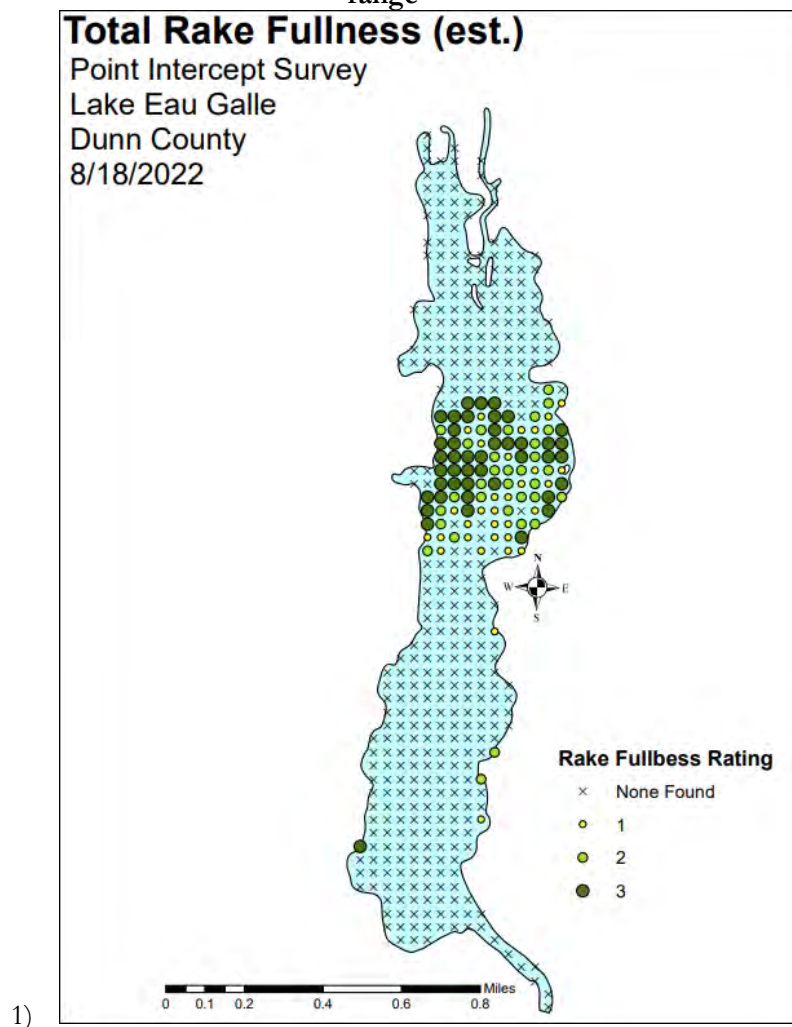 range
Total Rake Fullness (est.)
Point Intercept Survey
Lake Eau Galle
Dunn County
8/18/2022
N
W E
S
Rake Fullbess Rating
None Found
1
2
3
Miles
0 0.1 0.2 0.4 0.6 0.8
1)